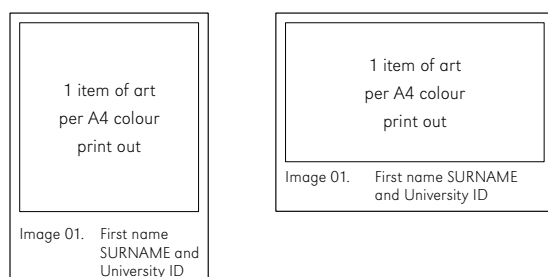 1 item of art
per A4 colour
print out
Image 01. First name
SURNAME and
University ID
1 item of art
per A4 colour
print out
Image 01. First name SURNAME
and University ID